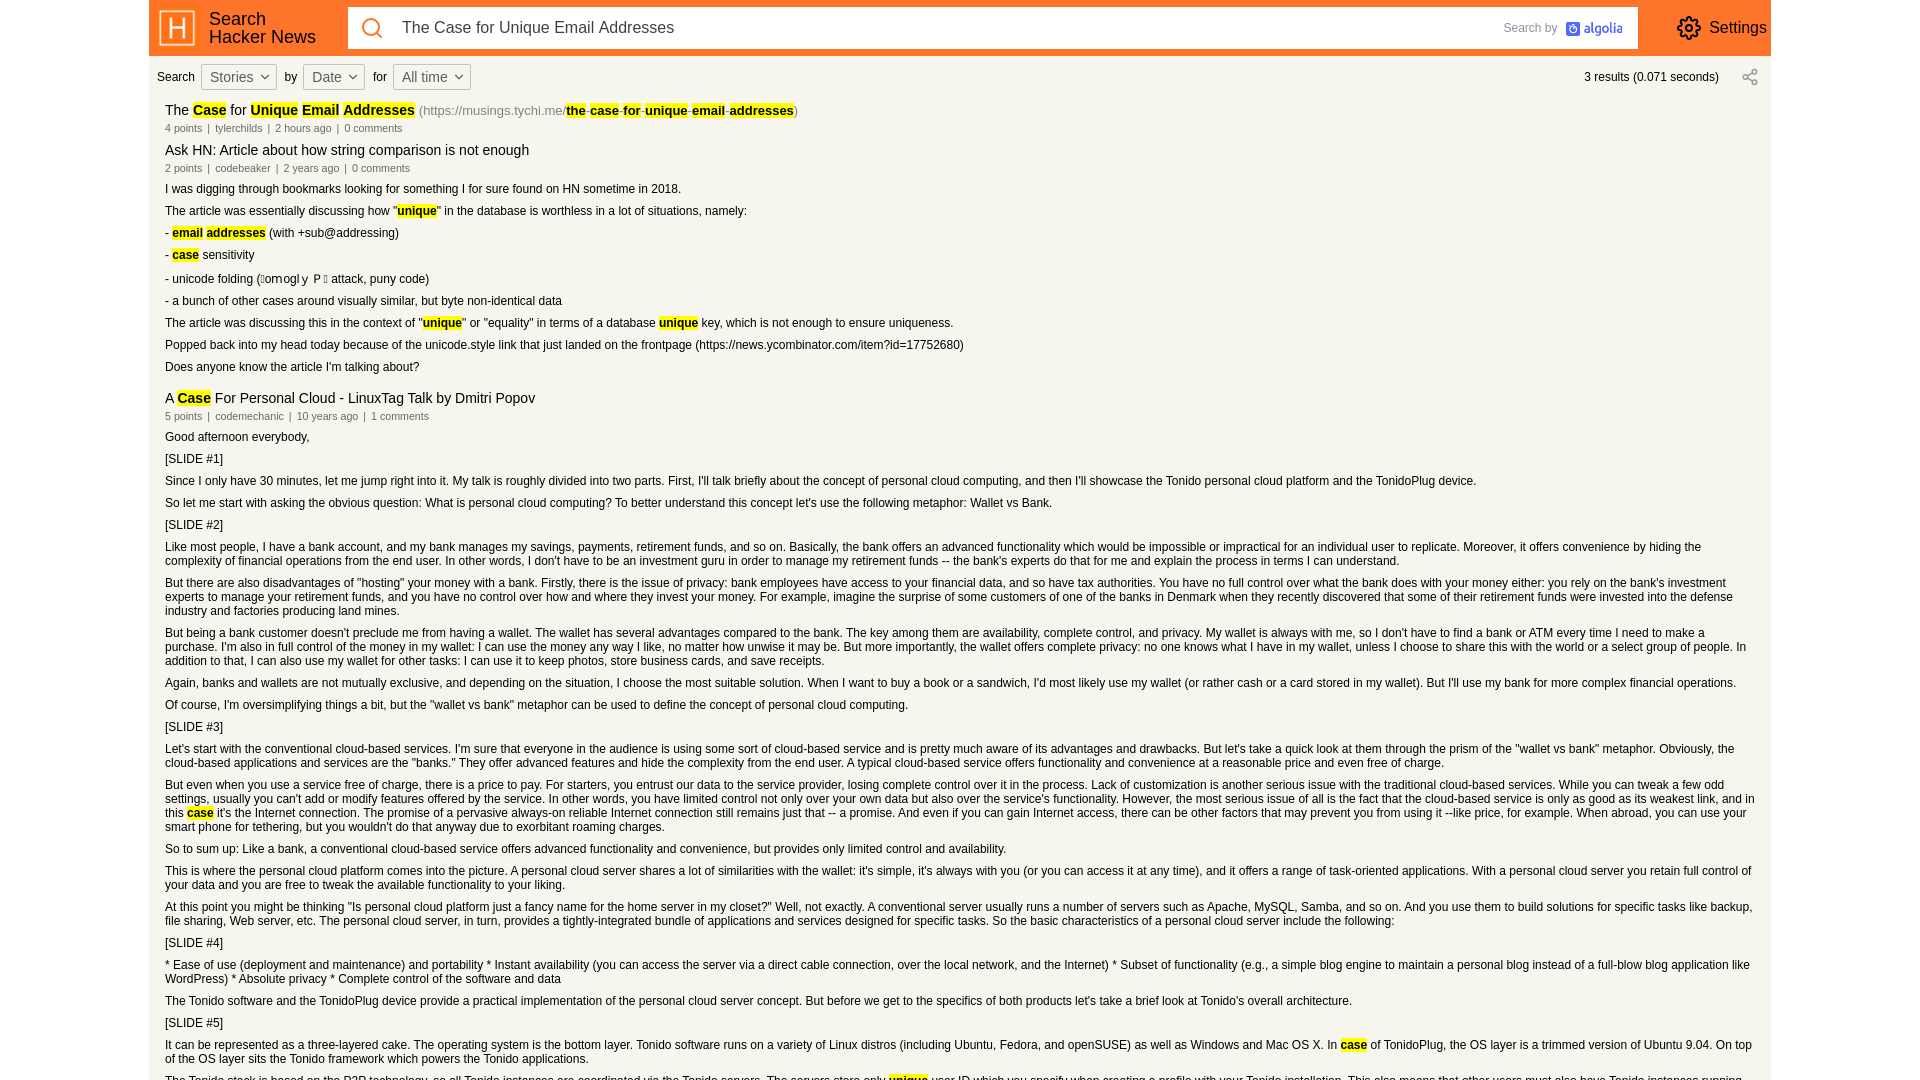 Search
Hacker News
The Case for Unique Email Addresses
Search by algolia
Settings
Search Stories by Date for All time
3 results (0.071 seconds)
The Case for Unique Email Addresses (https://musings.tychi.me/the-case-for-unique-email-addresses)
4 points | tylerchilds | 2 hours ago | 0 comments
Ask HN: Article about how string comparison is not enough
2 points | codebeaker | 2 years ago | 0 comments
I was digging through bookmarks looking for something I for sure found on HN sometime in 2018.
The article was essentially discussing how "unique" in the database is worthless in a lot of situations, namely:
- email addresses (with +sub@addressing)
- case sensitivity
- unicode folding ( attack, puny code)
- a bunch of other cases around visually similar, but byte non-identical data
The article was discussing this in the context of "unique" or "equality" in terms of a database unique key, which is not enough to ensure uniqueness.
Popped back into my head today because of the unicode.style link that just landed on the frontpage (https://news.ycombinator.com/item?id=17752680)
Does anyone know the article I'm talking about?
A Case For Personal Cloud - LinuxTag Talk by Dmitri Popov
5 points | codemechanic | 10 years ago | 1 comments
Good afternoon everybody,
[SLIDE #1]
Since I only have 30 minutes, let me jump right into it. My talk is roughly divided into two parts. First, I'll talk briefly about the concept of personal cloud computing, and then I'll showcase the Tonido personal cloud platform and the TonidoPlug device.
So let me start with asking the obvious question: What is personal cloud computing? To better understand this concept let's use the following metaphor: Wallet vs Bank.
[SLIDE #2]
Like most people, I have a bank account, and my bank manages my savings, payments, retirement funds, and so on. Basically, the bank offers an advanced functionality which would be impossible or impractical for an individual user to replicate. Moreover, it offers convenience by hiding the
complexity of financial operations from the end user. In other words, I don't have to be an investment guru in order to manage my retirement funds -- the bank's experts do that for me and explain the process in terms I can understand.
But there are also disadvantages of "hosting" your money with a bank. Firstly, there is the issue of privacy: bank employees have access to your financial data, and so have tax authorities. You have no full control over what the bank does with your money either: you rely on the bank's investment
experts to manage your retirement funds, and you have no control over how and where they invest your money. For example, imagine the surprise of some customers of one of the banks in Denmark when they recently discovered that some of their retirement funds were invested into the defense
industry and factories producing land mines.
But being a bank customer doesn't preclude me from having a wallet. The wallet has several advantages compared to the bank. The key among them are availability, complete control, and privacy. My wallet is always with me, so I don't have to find a bank or ATM every time I need to make a
purchase. I'm also in full control of the money in my wallet: I can use the money any way I like, no matter how unwise it may be. But more importantly, the wallet offers complete privacy: no one knows what I have in my wallet, unless I choose to share this with the world or a select group of people. In
addition to that, I can also use my wallet for other tasks: I can use it to keep photos, store business cards, and save receipts.
Again, banks and wallets are not mutually exclusive, and depending on the situation, I choose the most suitable solution. When I want to buy a book or a sandwich, I'd most likely use my wallet (or rather cash or a card stored in my wallet). But I'll use my bank for more complex financial operations.
Of course, I'm oversimplifying things a bit, but the "wallet vs bank" metaphor can be used to define the concept of personal cloud computing.
[SLIDE #3]
Let's start with the conventional cloud-based services. I'm sure that everyone in the audience is using some sort of cloud-based service and is pretty much aware of its advantages and drawbacks. But let's take a quick look at them through the prism of the "wallet vs bank" metaphor. Obviously, the
cloud-based applications and services are the "banks." They offer advanced features and hide the complexity from the end user. A typical cloud-based service offers functionality and convenience at a reasonable price and even free of charge.
But even when you use a service free of charge, there is a price to pay. For starters, you entrust our data to the service provider, losing complete control over it in the process. Lack of customization is another serious issue with the traditional cloud-based services. While you can tweak a few odd
settings, usually you can't add or modify features offered by the service. In other words, you have limited control not only over your own data but also over the service's functionality. However, the most serious issue of all is the fact that the cloud-based service is only as good as its weakest link, and in
this case it's the Internet connection. The promise of a pervasive always-on reliable Internet connection still remains just that -- a promise. And even if you can gain Internet access, there can be other factors that may prevent you from using it --like price, for example. When abroad, you can use your
smart phone for tethering, but you wouldn't do that anyway due to exorbitant roaming charges.
So to sum up: Like a bank, a conventional cloud-based service offers advanced functionality and convenience, but provides only limited control and availability.
This is where the personal cloud platform comes into the picture. A personal cloud server shares a lot of similarities with the wallet: it's simple, it's always with you (or you can access it at any time), and it offers a range of task-oriented applications. With a personal cloud server you retain full control of
your data and you are free to tweak the available functionality to your liking.
At this point you might be thinking "Is personal cloud platform just a fancy name for the home server in my closet?" Well, not exactly. A conventional server usually runs a number of servers such as Apache, MySQL, Samba, and so on. And you use them to build solutions for specific tasks like backup,
file sharing, Web server, etc. The personal cloud server, in turn, provides a tightly-integrated bundle of applications and services designed for specific tasks. So the basic characteristics of a personal cloud server include the following:
[SLIDE #4]
* Ease of use (deployment and maintenance) and portability * Instant availability (you can access the server via a direct cable connection, over the local network, and the Internet) * Subset of functionality (e.g., a simple blog engine to maintain a personal blog instead of a full-blow blog application like
WordPress) * Absolute privacy * Complete control of the software and data
The Tonido software and the TonidoPlug device provide a practical implementation of the personal cloud server concept. But before we get to the specifics of both products let's take a brief look at Tonido's overall architecture.
[SLIDE #5]
It can be represented as a three-layered cake. The operating system is the bottom layer. Tonido software runs on a variety of Linux distros (including Ubuntu, Fedora, and openSUSE) as well as Windows and Mac OS X. In case of TonidoPlug, the OS layer is a trimmed version of Ubuntu 9.04. On top
of the OS layer sits the Tonido framework which powers the Tonido applications.
The Tonido stack is based on the P2P technology, so all Tonido instances are coordinated via the Tonido servers. The servers store only unique user ID which you specify when creating a profile with your Tonido installation. This also means that other users must also have Tonido instances running